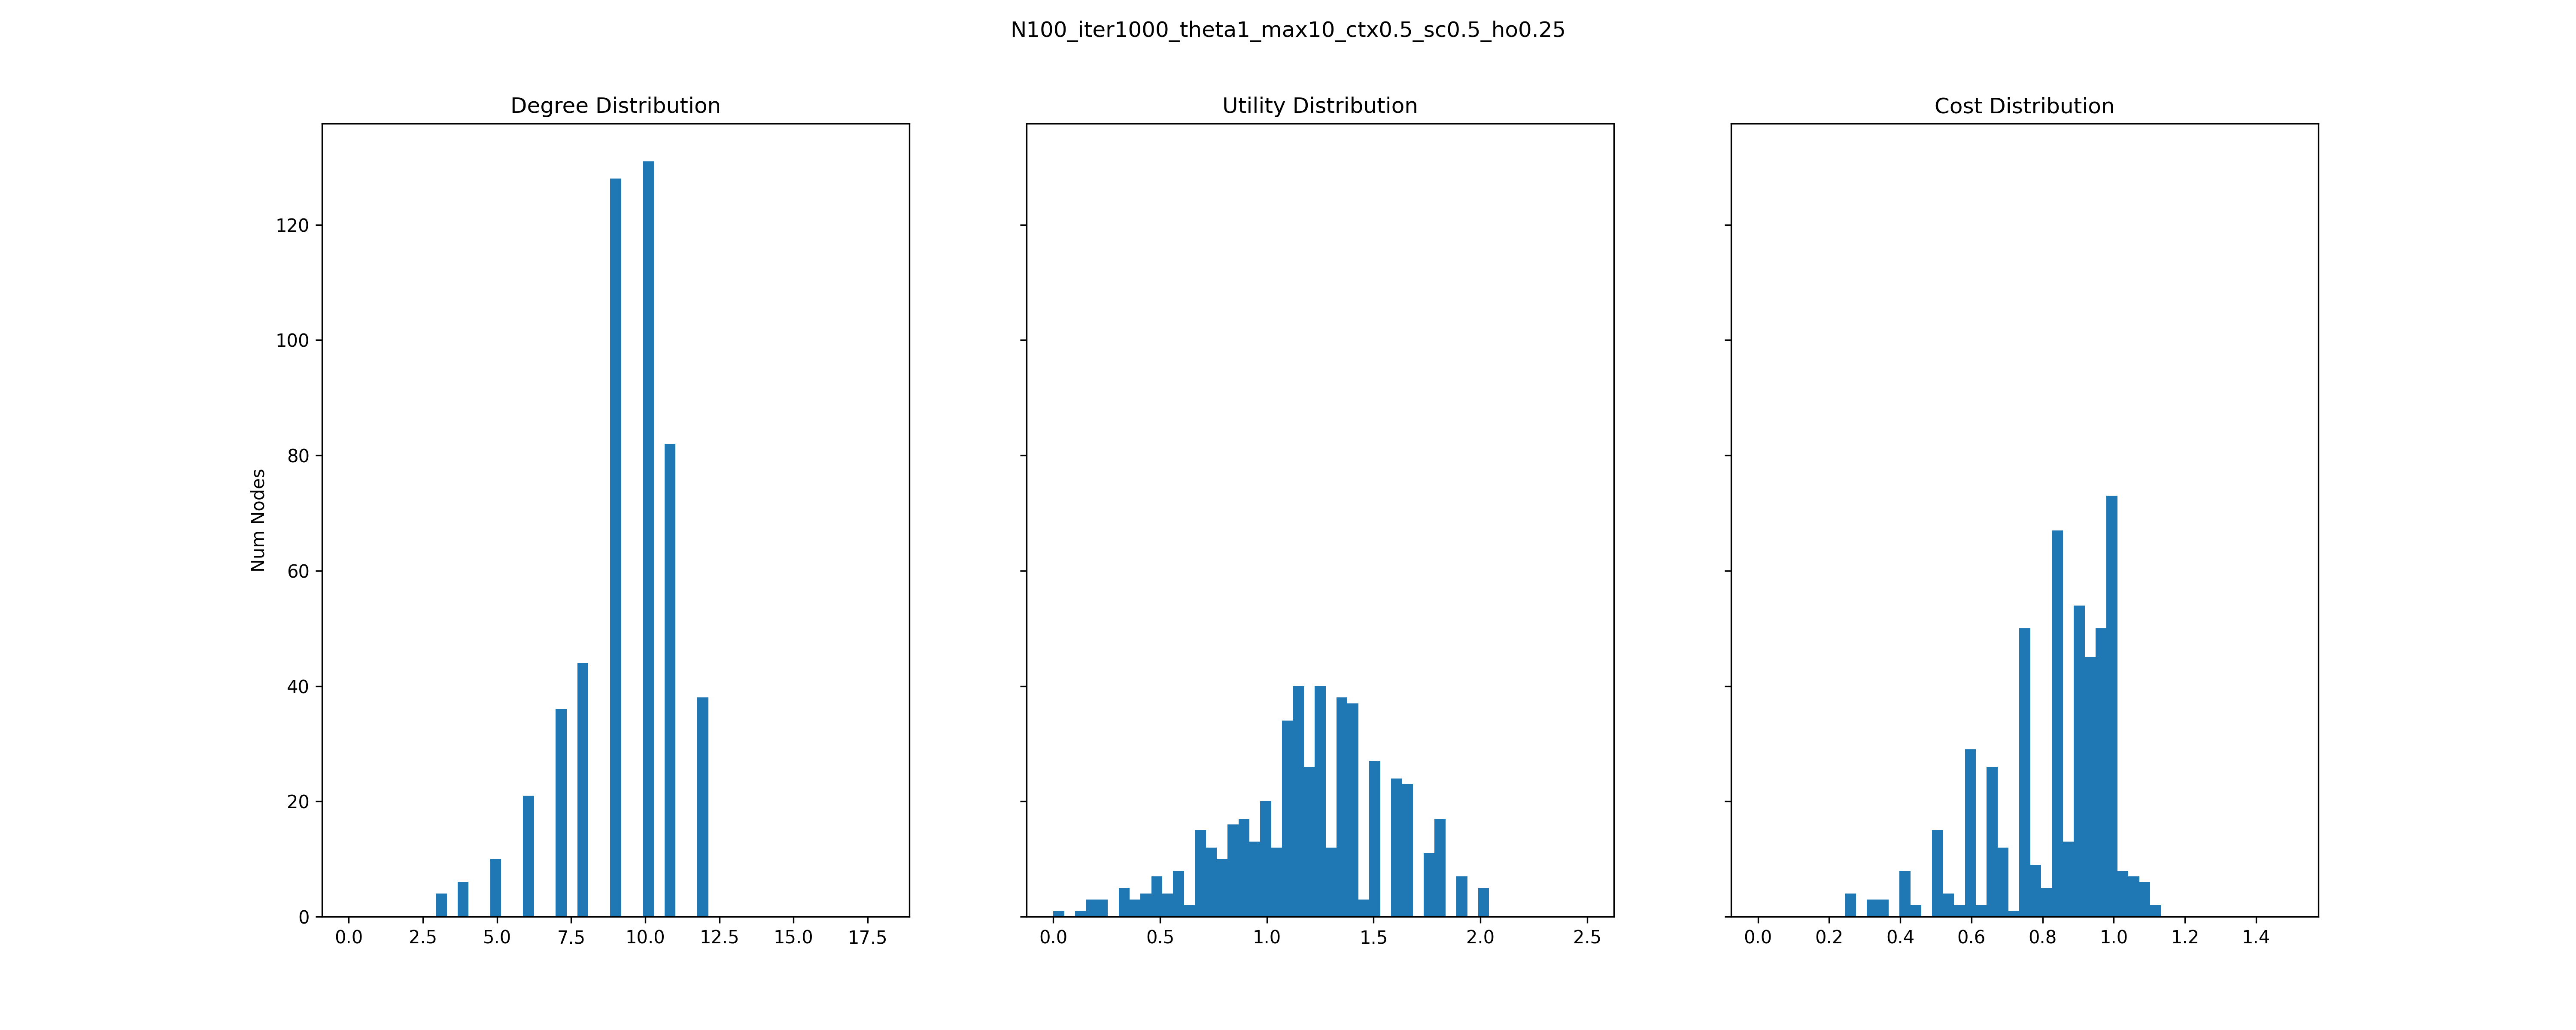 N100_iter1000_theta1_max10_ctx0.5_sc0.5_ho0.25
Degree Distribution
Num Nodes
120
100
80
60
40
20
0
0.0 2.5 5.0 7.5 10.0 12.5 15.0 17.5
Utility Distribution
0.0 0.5 1.0 1.5 2.0 2.5
Cost Distribution
0.0 0.2 0.4 0.6 0.8 1.0 1.2 1.4